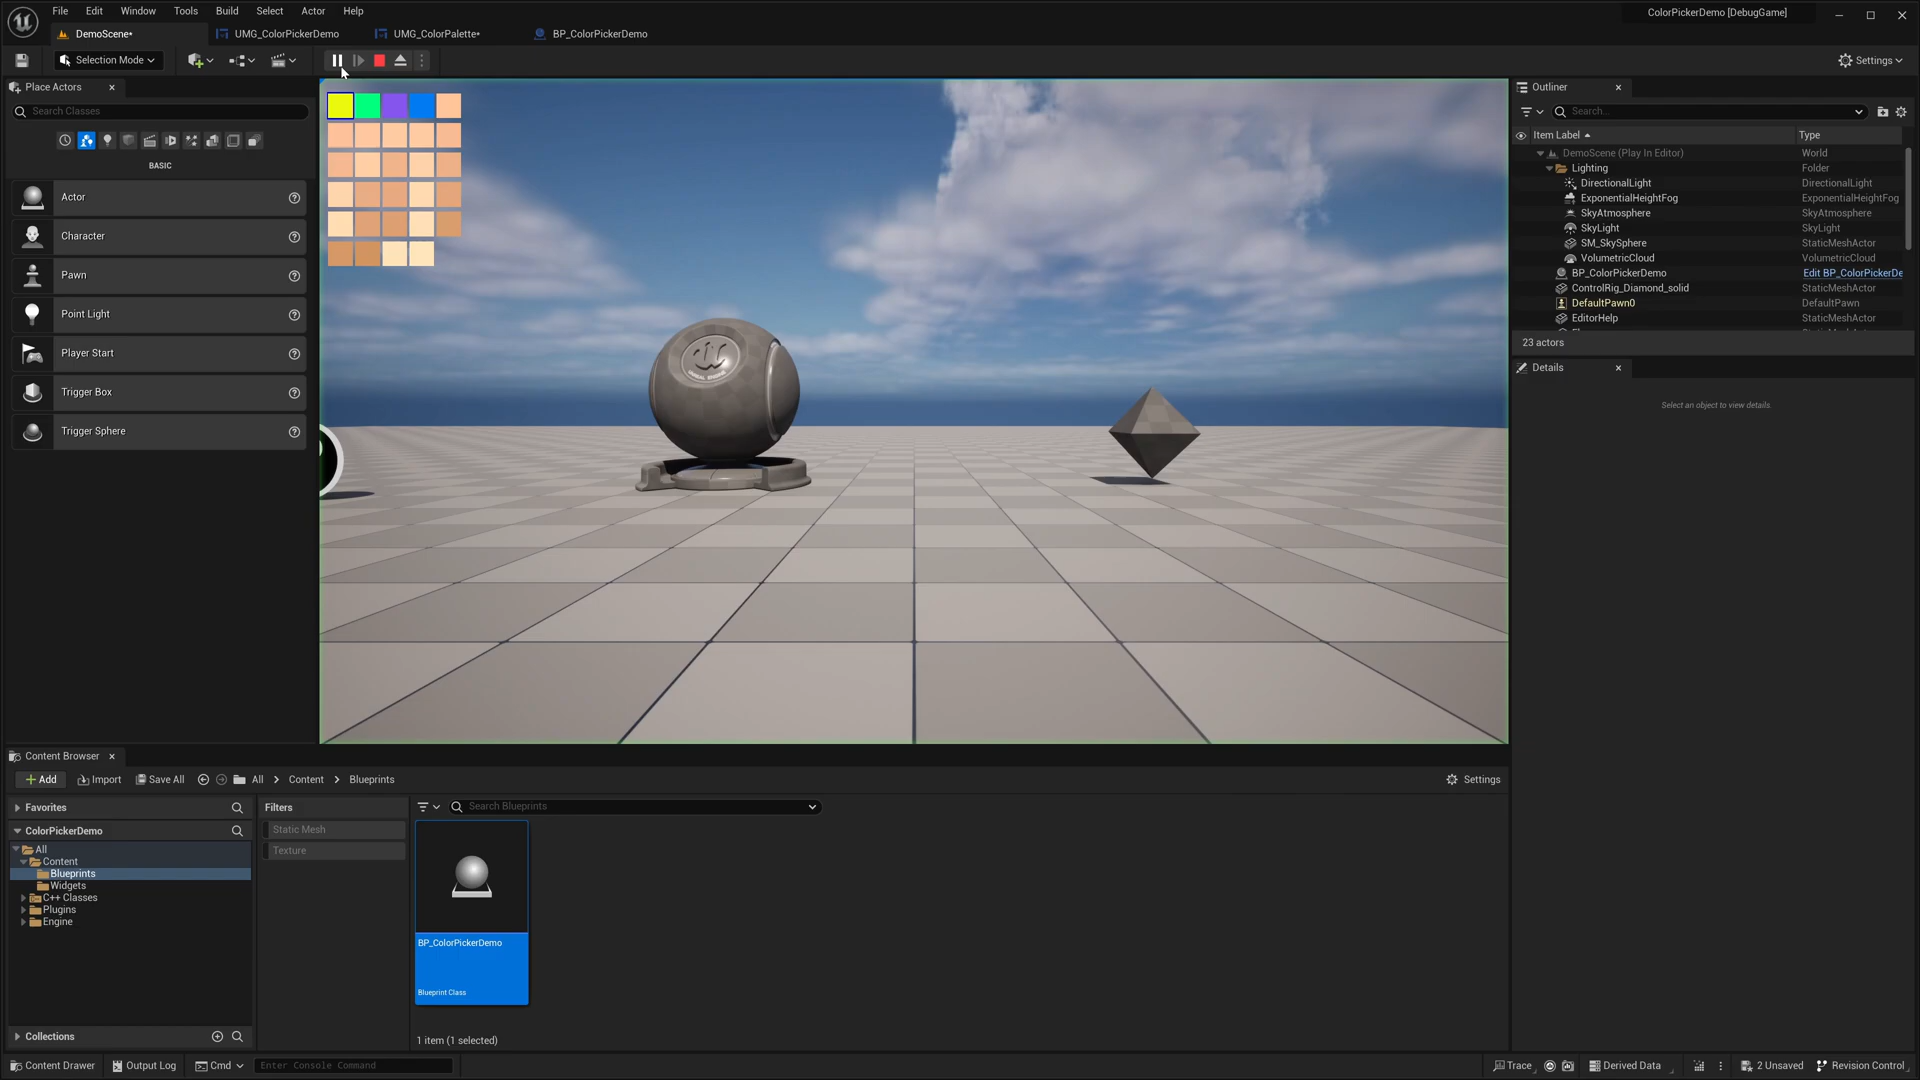 File Edit Window Tools Build Select Actor Help
ColorPickerDemo [DebugGame]
DemoScene* UMG_ColorPickerDemo UMG_ColorPalette* BP_ColorPickerDemo
Selection Mode
Settings
Place Actors
Search Classes
BASIC
Actor
Character
Pawn
Point Light
Player Start
Trigger Box
Trigger Sphere
Outliner
Search...
Item Label Type
DemoScene (Play In Editor) World
Lighting Folder
DirectionalLight DirectionalLight
ExponentialHeightFog ExponentialHeightFog
SkyAtmosphere SkyAtmosphere
SkyLight SkyLight
SM_SkySphere StaticMeshActor
VolumetricCloud VolumetricCloud
BP_ColorPickerDemo Edit BP_ColorPickerDe
ControlRig_Diamond_solid StaticMeshActor
DefaultPawn0 DefaultPawn
EditorHelp StaticMeshActor
23 actors
Details
Select an object to view details.
Content Browser
Add Import Save All All Content Blueprints
Settings
Favorites
ColorPickerDemo
All
Content
Blueprints
Widgets
C++ Classes
Plugins
Engine
Collections
Filters
Static Mesh
Texture
Search Blueprints
BP_ColorPickerDemo
Blueprint Class
1 item (1 selected)
Content Drawer Output Log Cmd Enter Console Command
Trace Derived Data 2 Unsaved Revision Control